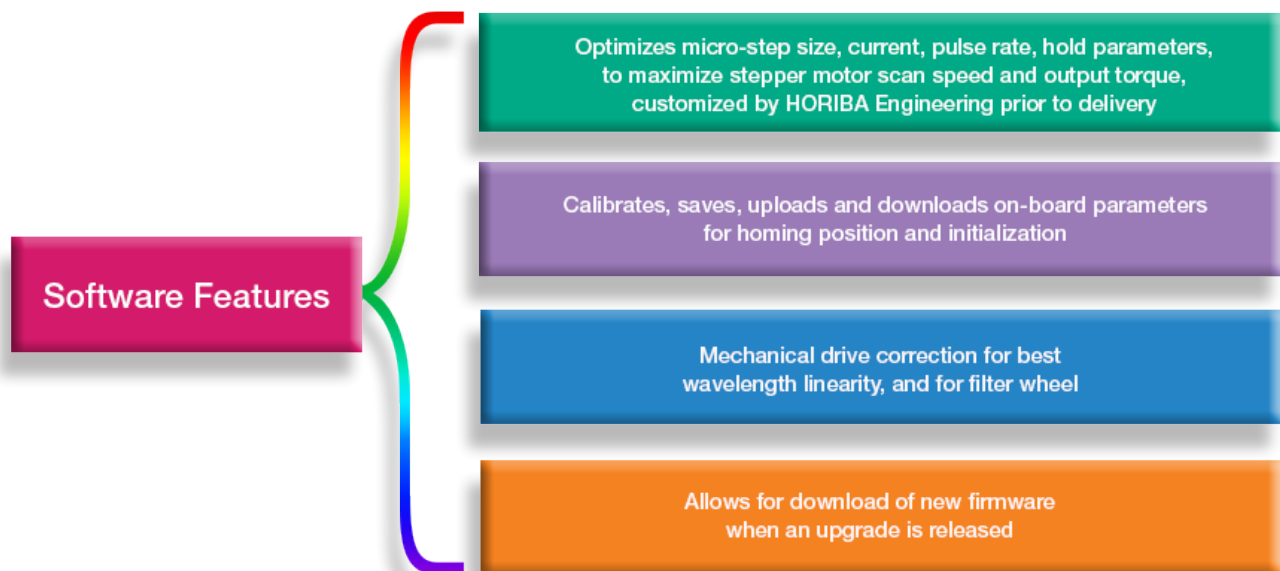 Software Features
Optimizes micro-step size, current, pulse rate, hold parameters,
to maximize stepper motor scan speed and output torque,
customized by HORIBA Engineering prior to delivery
Calibrates, saves, uploads and downloads on-board parameters
for homing position and initialization
Mechanical drive correction for best
wavelength linearity, and for filter wheel
Allows for download of new firmware
when an upgrade is released